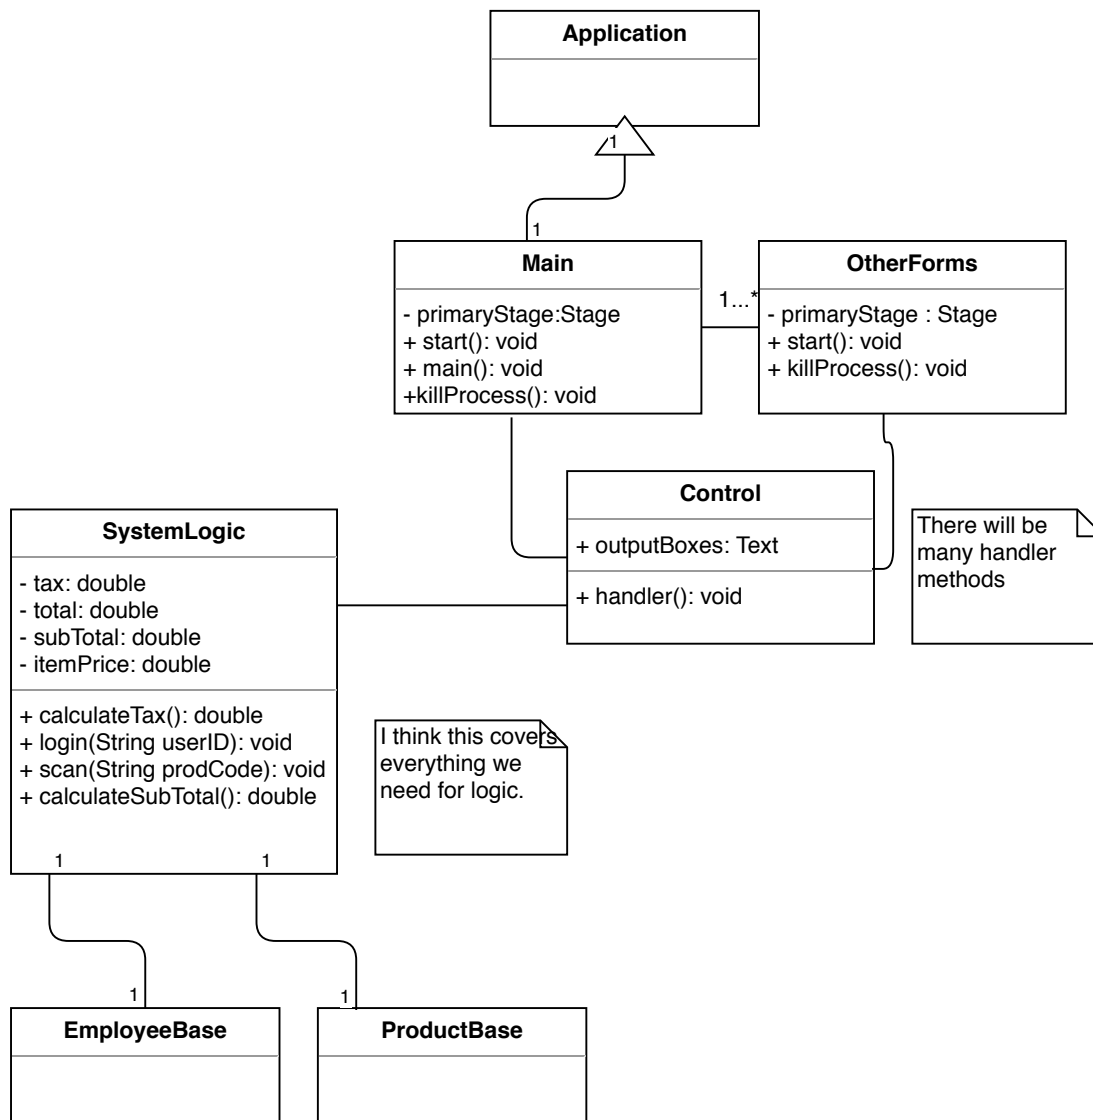 Application
1
1
Main
- primaryStage:Stage
+ start(): void
+ main(): void
+killProcess(): void
1...*
OtherForms
- primaryStage : Stage
+ start(): void
+ killProcess(): void
Control
+ outputBoxes: Text
+ handler(): void
There will be
many handler
methods
SystemLogic
- tax: double
- total: double
- subTotal: double
- itemPrice: double
+ calculateTax(): double
+ login(String userID): void
+ scan(String prodCode): void
+ calculateSubTotal(): double
1
1
I think this covers
everything we
need for logic.
1
1
EmployeeBase
ProductBase